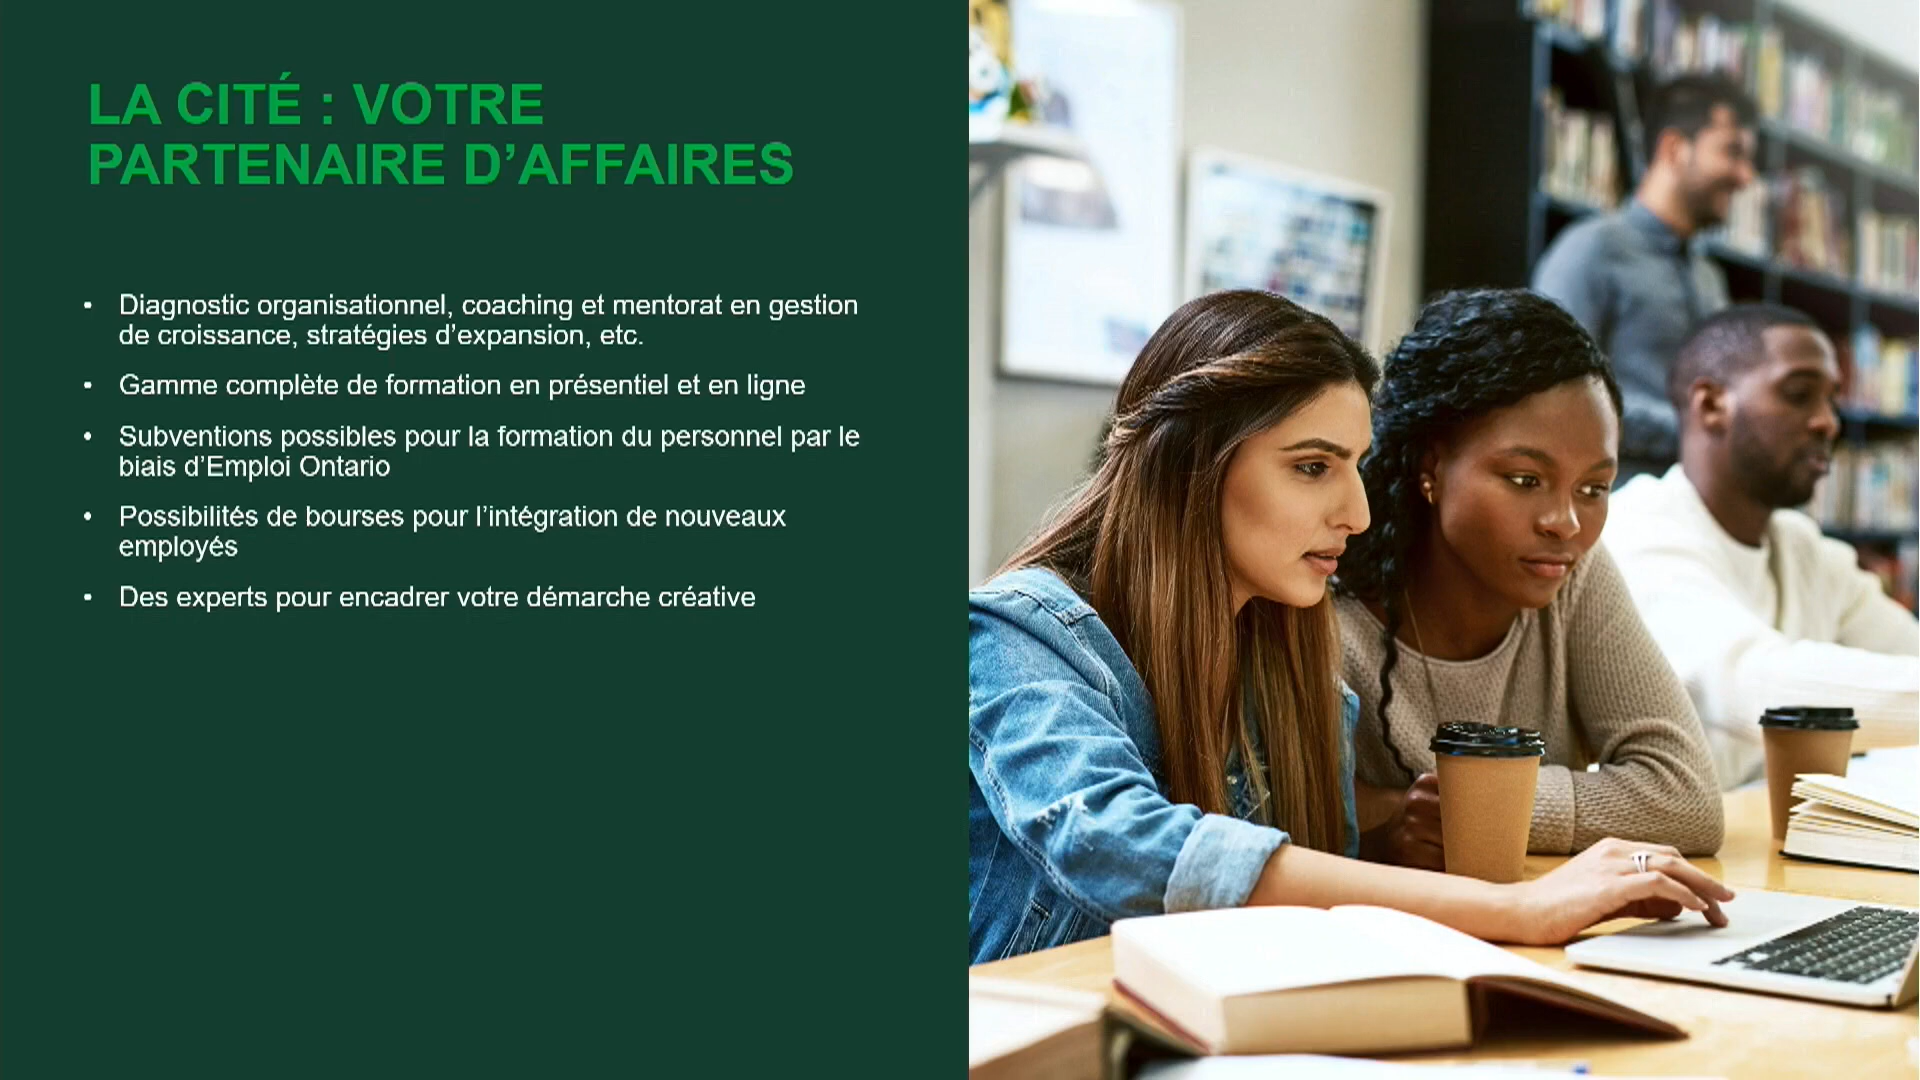 LA CITÉ : VOTRE
PARTENAIRE D’AFFAIRES
• Diagnostic organisationnel, coaching et mentorat en gestion
de croissance, stratégies d’expansion, etc.
• Gamme complète de formation en présentiel et en ligne
• Subventions possibles pour la formation du personnel par le
biais d’Emploi Ontario
• Possibilités de bourses pour l’intégration de nouveaux
employés
• Des experts pour encadrer votre démarche créative